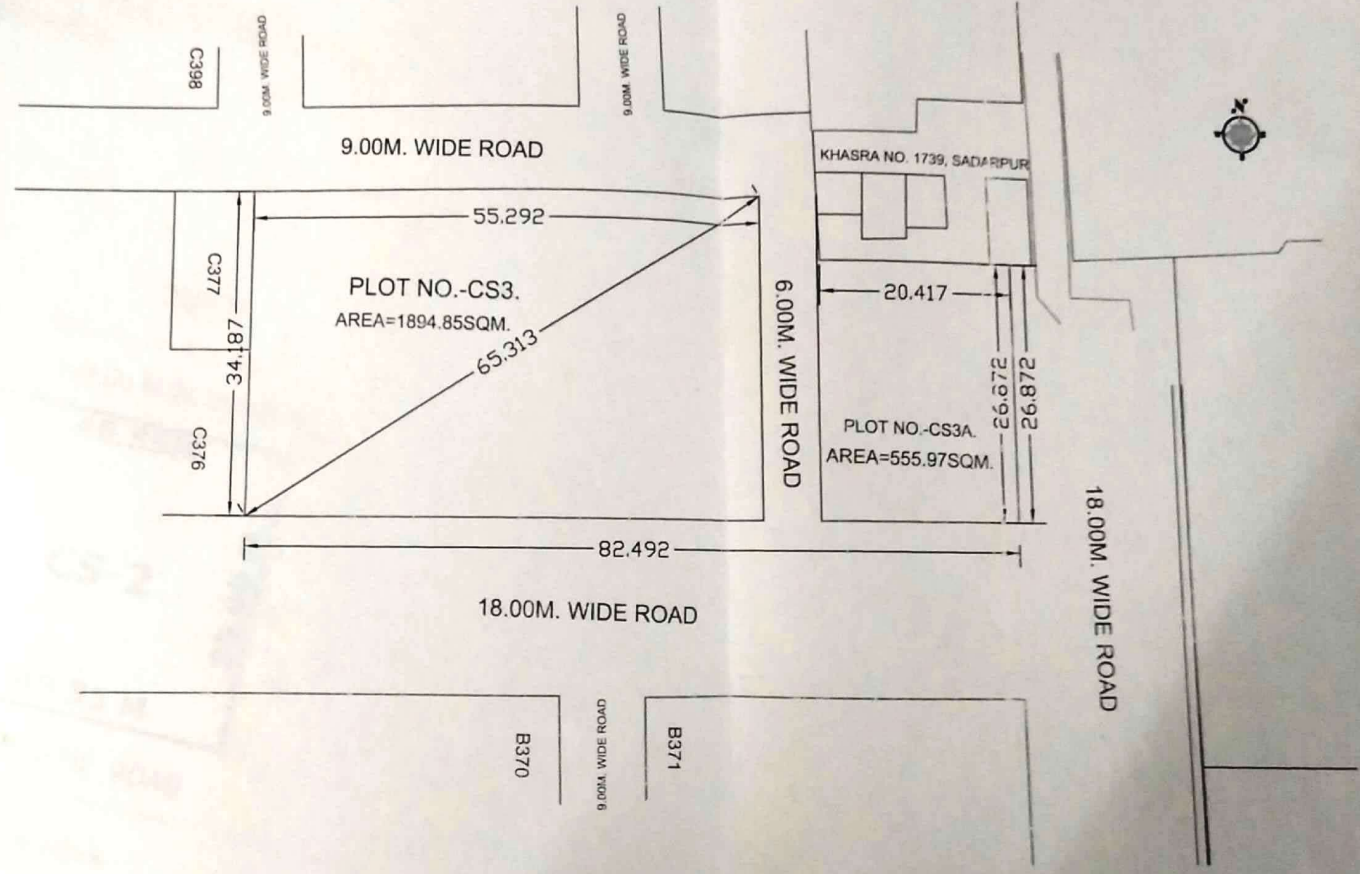 C398
9.00M. WIDE ROAD
9.00M. WIDE ROAD
9.00M. WIDE ROAD
N
KHASRA NO. 1739, SADARPUR
55.292
C377
PLOT NO.-CS3.
AREA=1894.85SQM.
34.187
65.313
6.00M. WIDE ROAD
20.417
26.872
26.872
C376
PLOT NO.-CS3A.
AREA=555.97SQM.
18.00M. WIDE ROAD
82.492
18.00M. WIDE ROAD
B370
9.00M. WIDE ROAD
B371
CS-2